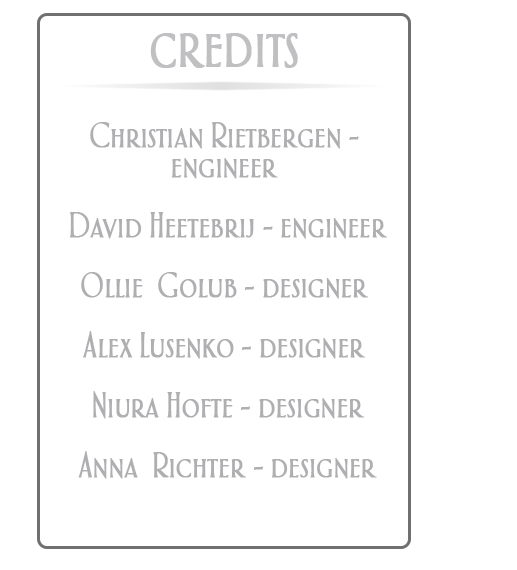 CREDITS
Christian Rietbergen -
engineer
David Heetebrij - engineer
Ollie Golub - designer
Alex Lusenko - designer
Niura Hofte - designer
Anna Richter - designer